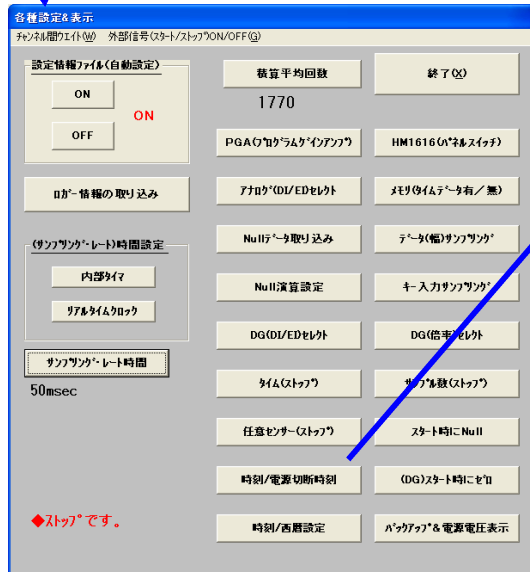 各種設定&表示
ﾁｬﾝﾈﾙ間ｳｴｲﾄ(W) 外部信号(ｽﾀｰﾄ/ｽﾄｯﾌﾟ)ON/OFF(G)
設定情報ﾌｧｲﾙ(自動設定)
ON
ON
OFF
ﾛｶﾞｰ情報の取り込み
(ｻﾝﾌﾟﾘﾝｸﾞ･ﾚｰﾄ)時間設定
内部ﾀｲﾏ
ﾘｱﾙﾀｲﾑｸﾛｯｸ
ｻﾝﾌﾟﾘﾝｸﾞ･ﾚｰﾄ時間
50msec
◆ｽﾄｯﾌﾟです。
積算平均回数
1770
PGA(ﾌﾟﾛｸﾞﾗﾑｹﾞｲﾝｱﾝﾌﾟ)
ｱﾅﾛｸﾞ(DI/ED)ｾﾚｸﾄ
Nullﾃﾞｰﾀ取り込み
Null演算設定
DG(DI/ED)ｾﾚｸﾄ
ﾀｲﾑ(ｽﾄｯﾌﾟ)
任意ｾﾝｻｰ(ｽﾄｯﾌﾟ)
時刻/電源切断時刻
時刻/西暦設定
終了(X)
HM1616(ﾊﾟﾈﾙｽｲｯﾁ)
ﾒﾓﾘ(ﾀｲﾑﾃﾞｰﾀ有/無)
ﾃﾞｰﾀ(幅)ｻﾝﾌﾟﾘﾝｸﾞ
ｷｰ入力ｻﾝﾌﾟﾘﾝｸﾞ
DG(倍率)ｾﾚｸﾄ
ｻﾝﾌﾟﾙ数(ｽﾄｯﾌﾟ)
ｽﾀｰﾄ時にNull
(DG)ｽﾀｰﾄ時にｾﾞﾛ
ﾊﾞｯｸｱｯﾌﾟ&電源電圧表示